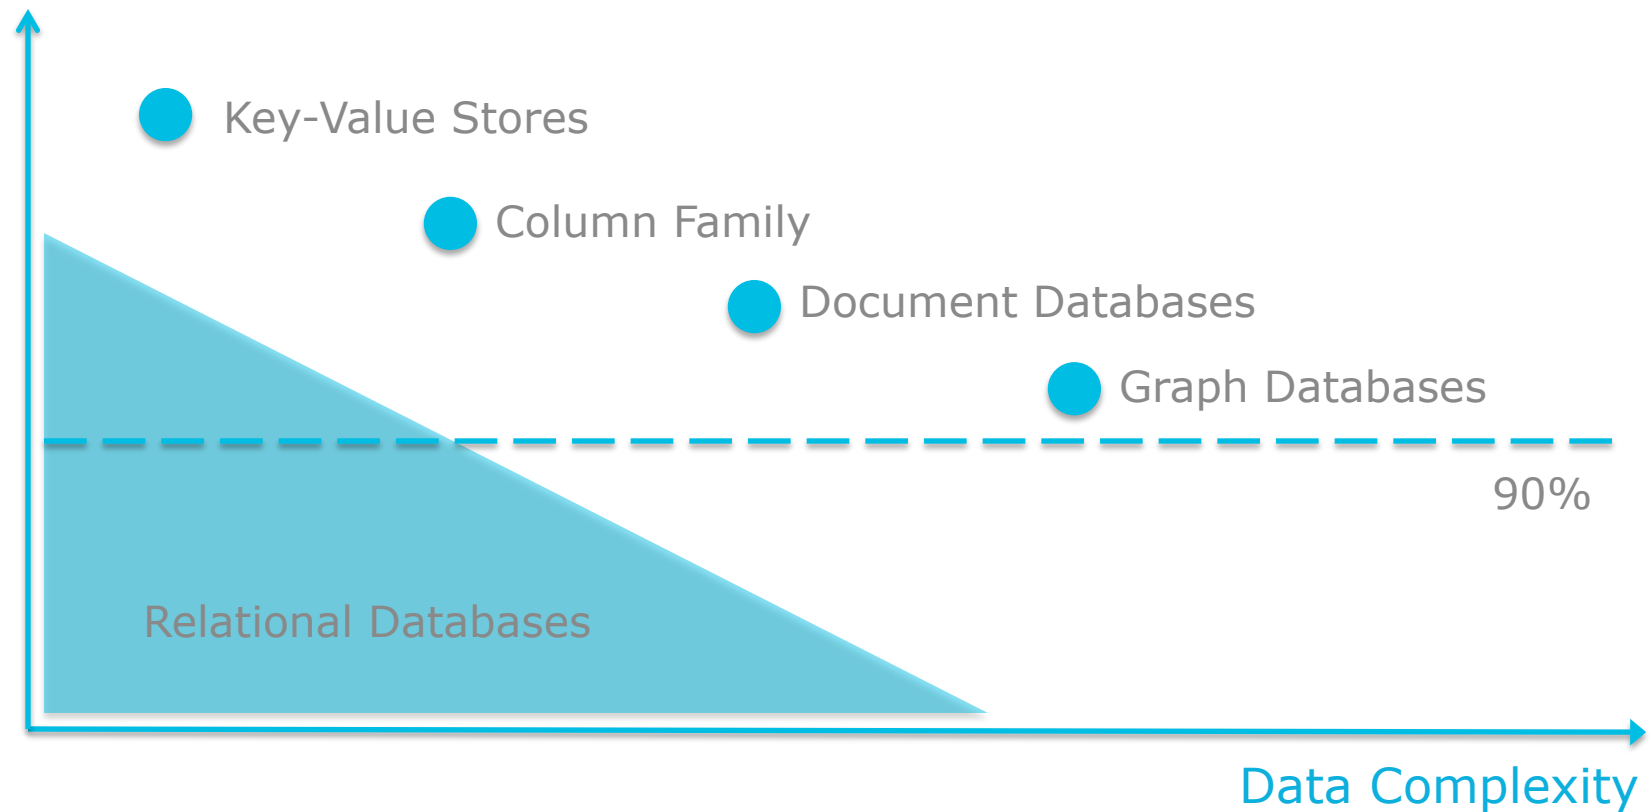 Key-Value Stores
Column Family
Document Databases
Graph Databases
90%
Relational Databases
Data Complexity